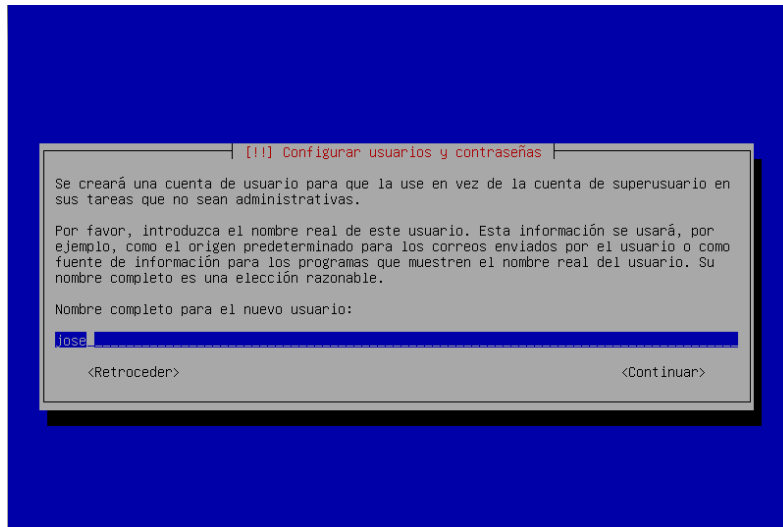 [!!] Configurar usuarios y contraseñas
Se creará una cuenta de usuario para que la use en vez de la cuenta de superusuario en
sus tareas que no sean administrativas.
Por favor, introduzca el nombre real de este usuario. Esta información se usará, por
ejemplo, como el origen predeterminado para los correos enviados por el usuario o como
fuente de información para los programas que muestren el nombre real del usuario. Su
nombre completo es una elección razonable.
Nombre completo para el nuevo usuario:
jose
<Retroceder> <Continuar>